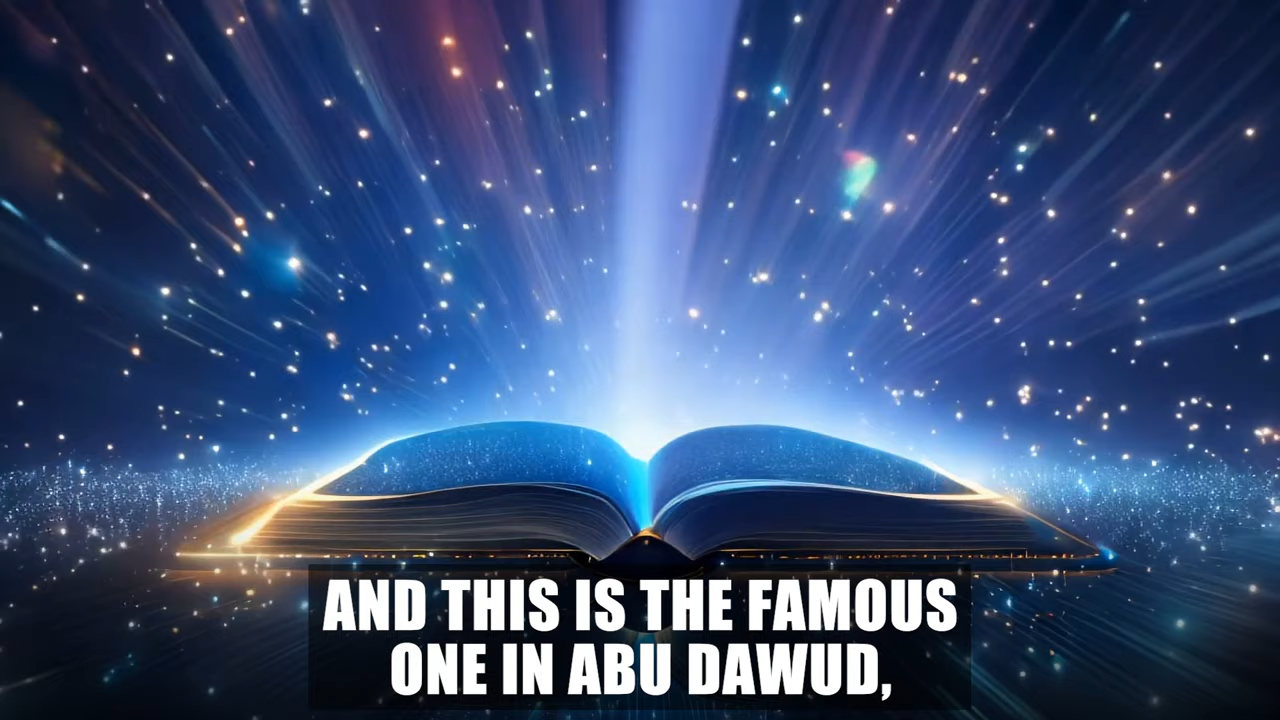 AND THIS IS THE FAMOUS
ONE IN ABU DAWUD,